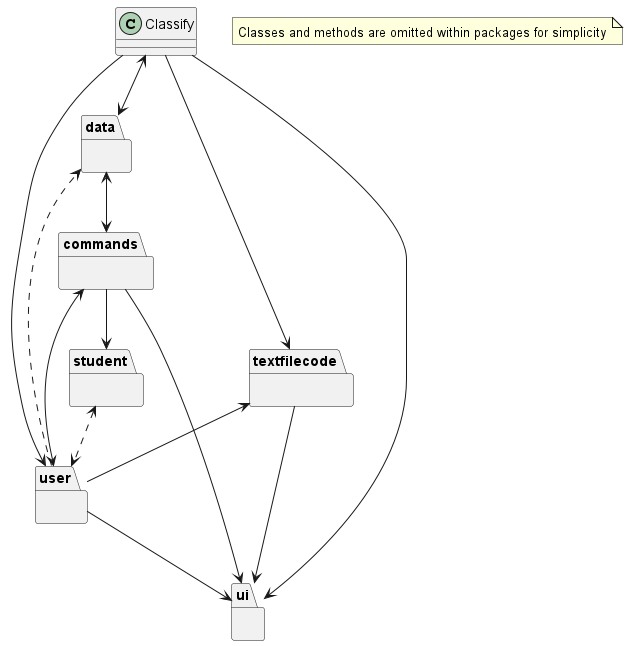 C Classify
Classes and methods are omitted within packages for simplicity
data
commands
student
textfilecode
user
ui